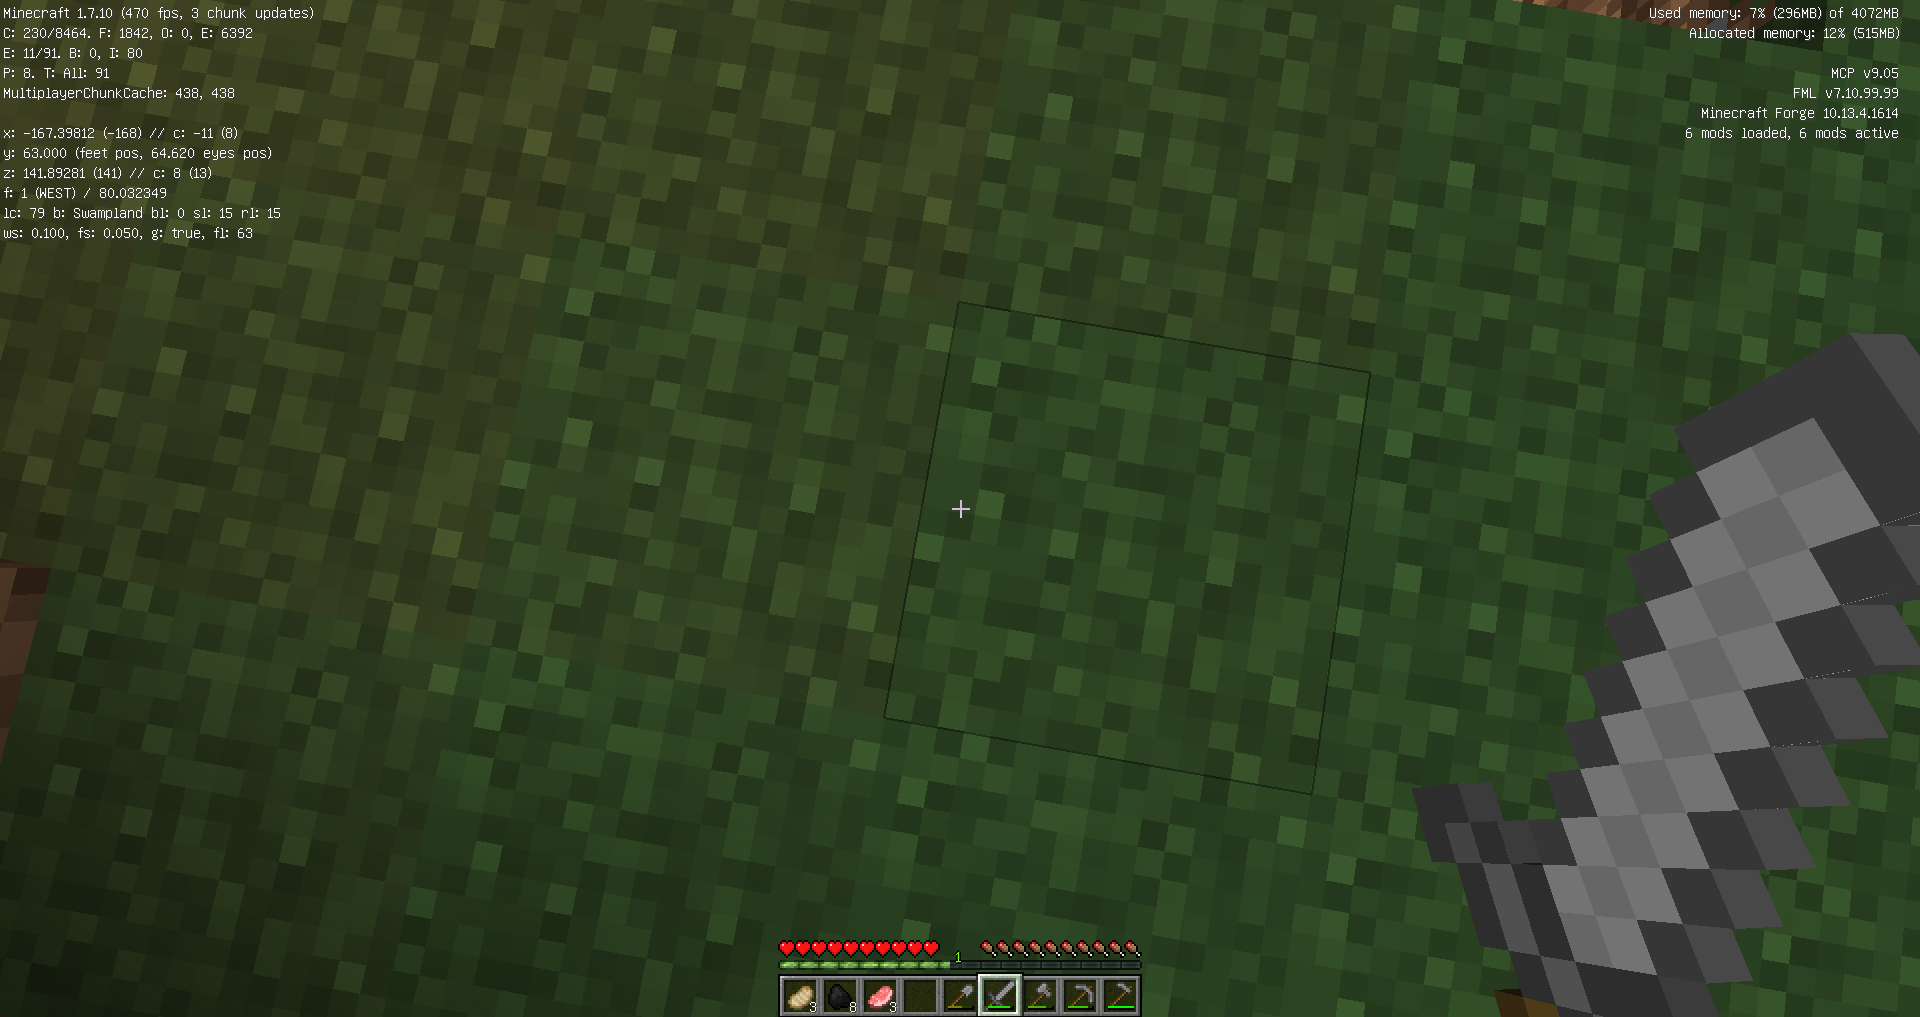 Minecraft 1.7.10 (470 fps, 3 chunk updates)
C: 230/8464. F: 1842, O: 0, E: 6392
E: 11/91. B: 0, I: 80
P: 8. T: All: 91
MultiplayerChunkCache: 438, 438
x: -167.39812 (-168) // c: -11 (8)
y: 63.000 (feet pos, 64.620 eyes pos)
z: 141.89281 (141) // c: 8 (13)
f: 1 (WEST) / 80.032349
lc: 79 b: Swampland bl: 0 sl: 15 rl: 15
ws: 0.100, fs: 0.050, g: true, fl: 63
Used memory: 7% (296MB) of 4072MB
Allocated memory: 12% (515MB)
MCP v9.05
FML v7.10.99.99
Minecraft Forge 10.13.4.1614
6 mods loaded, 6 mods active
1
3 8 3